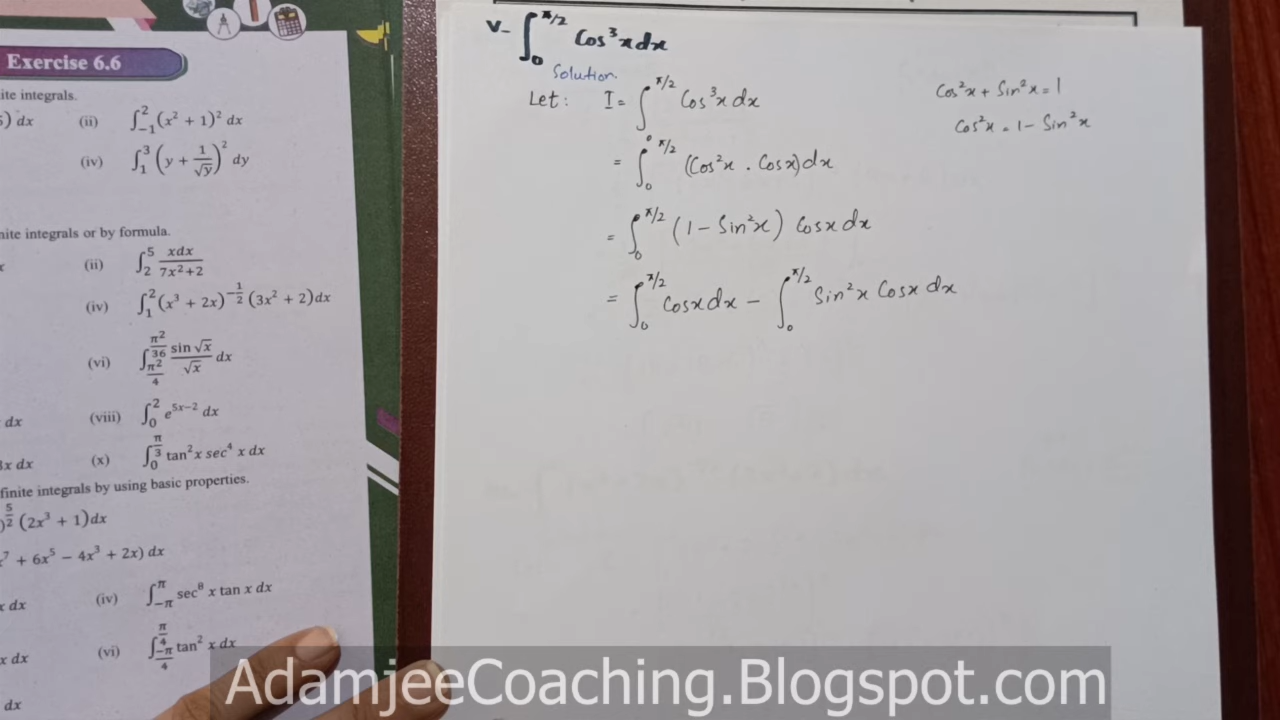 Exercise 6.6
ite integrals.
) dx (ii) ∫_{-1}^{2} (x² + 1)² dx
(iv) ∫_{1}^{3} (y + 1/√y)² dy
nite integrals or by formula.
(ii) ∫_{2}^{5} xdx/7x²+2
(iv) ∫_{1}^{2} (x³ + 2x)^{-1/2} (3x² + 2)dx
(vi) ∫_{π²/4}^{π²/36} sin √x/√x dx
dx (viii) ∫_{0}^{2} e^{5x-2} dx
x dx (x) ∫_{0}^{π/3} tan² x sec⁴ x dx
finite integrals by using basic properties.
)^{5/2} (2x³ + 1)dx
⁷ + 6x⁵ − 4x³ + 2x) dx
x dx (iv) ∫_{-π}^{π} sec⁸ x tan x dx
x dx (vi) ∫_{-π/4}^{π/4} tan² x dx
dx
V- ∫_{0}^{π/2} Cos³x dx
Solution.
Let: I = ∫_{0}^{π/2} Cos³x dx
= ∫_{0}^{π/2} (Cos²x . Cosx)dx
= ∫_{0}^{π/2} (1 − Sin²x) Cosx dx
= ∫_{0}^{π/2} Cosx dx − ∫_{0}^{π/2} Sin²x Cosx dx
Cos²x + Sin²x = 1
Cos²x = 1 − Sin²x
AdamjeeCoaching.Blogspot.com